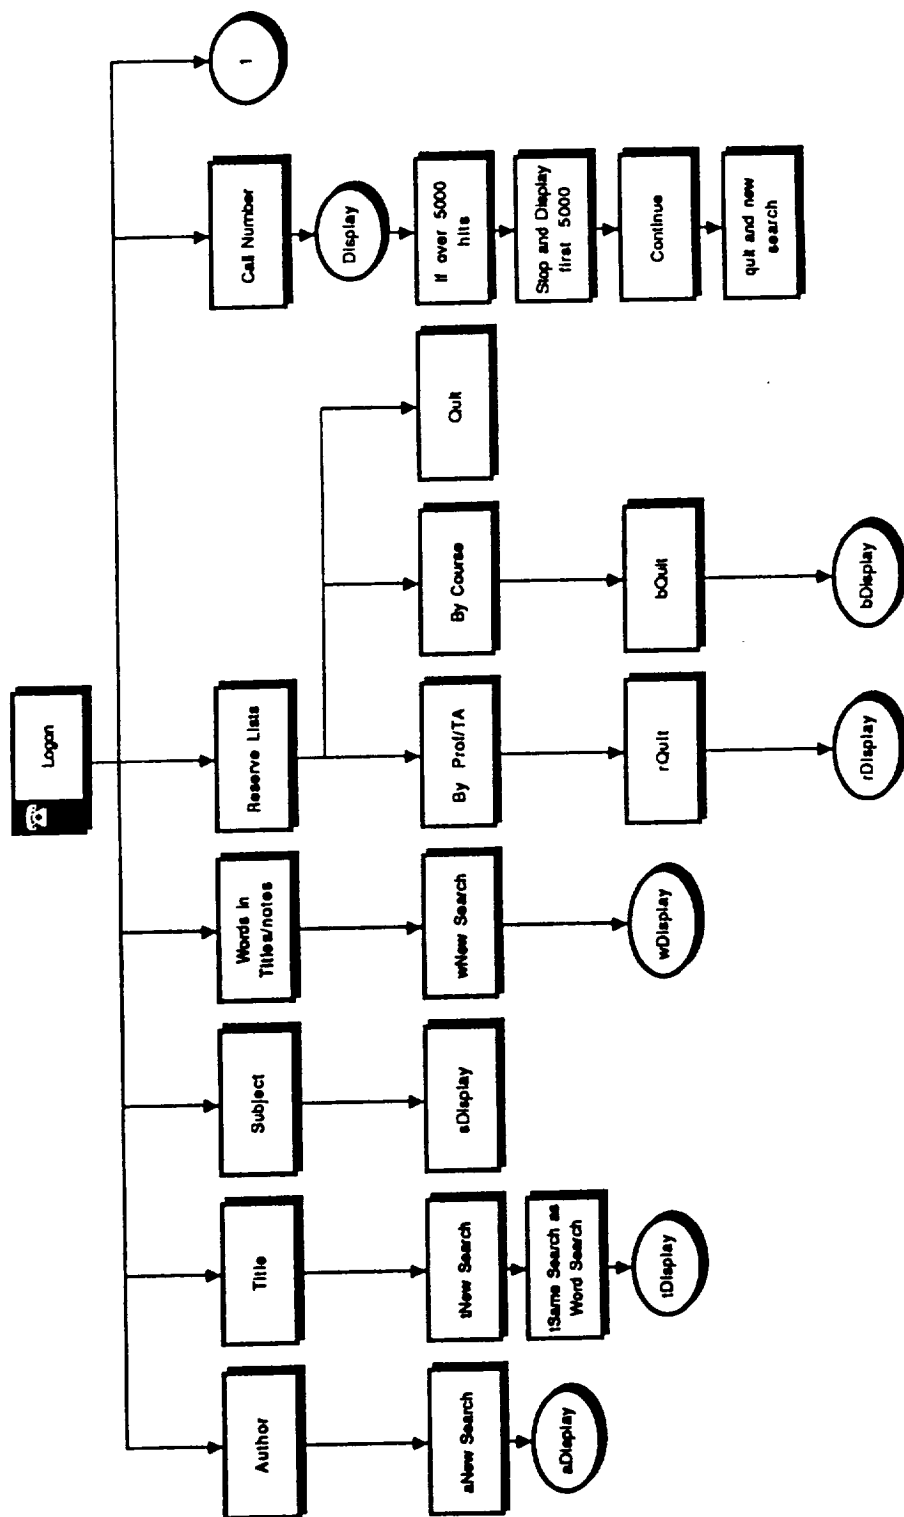 Logon
Author
Title
Subject
Words in
Titles/notes
Reserve Lists
Call Number
1
aNew Search
aDisplay
tNew Search
tSame Search as
Word Search
tDisplay
sDisplay
wNew Search
wDisplay
By Prof/TA
rQuit
rDisplay
By Course
bQuit
bDisplay
Quit
Display
If over 5000
hits
Stop and Display
first 5000
Continue
quit and new
search